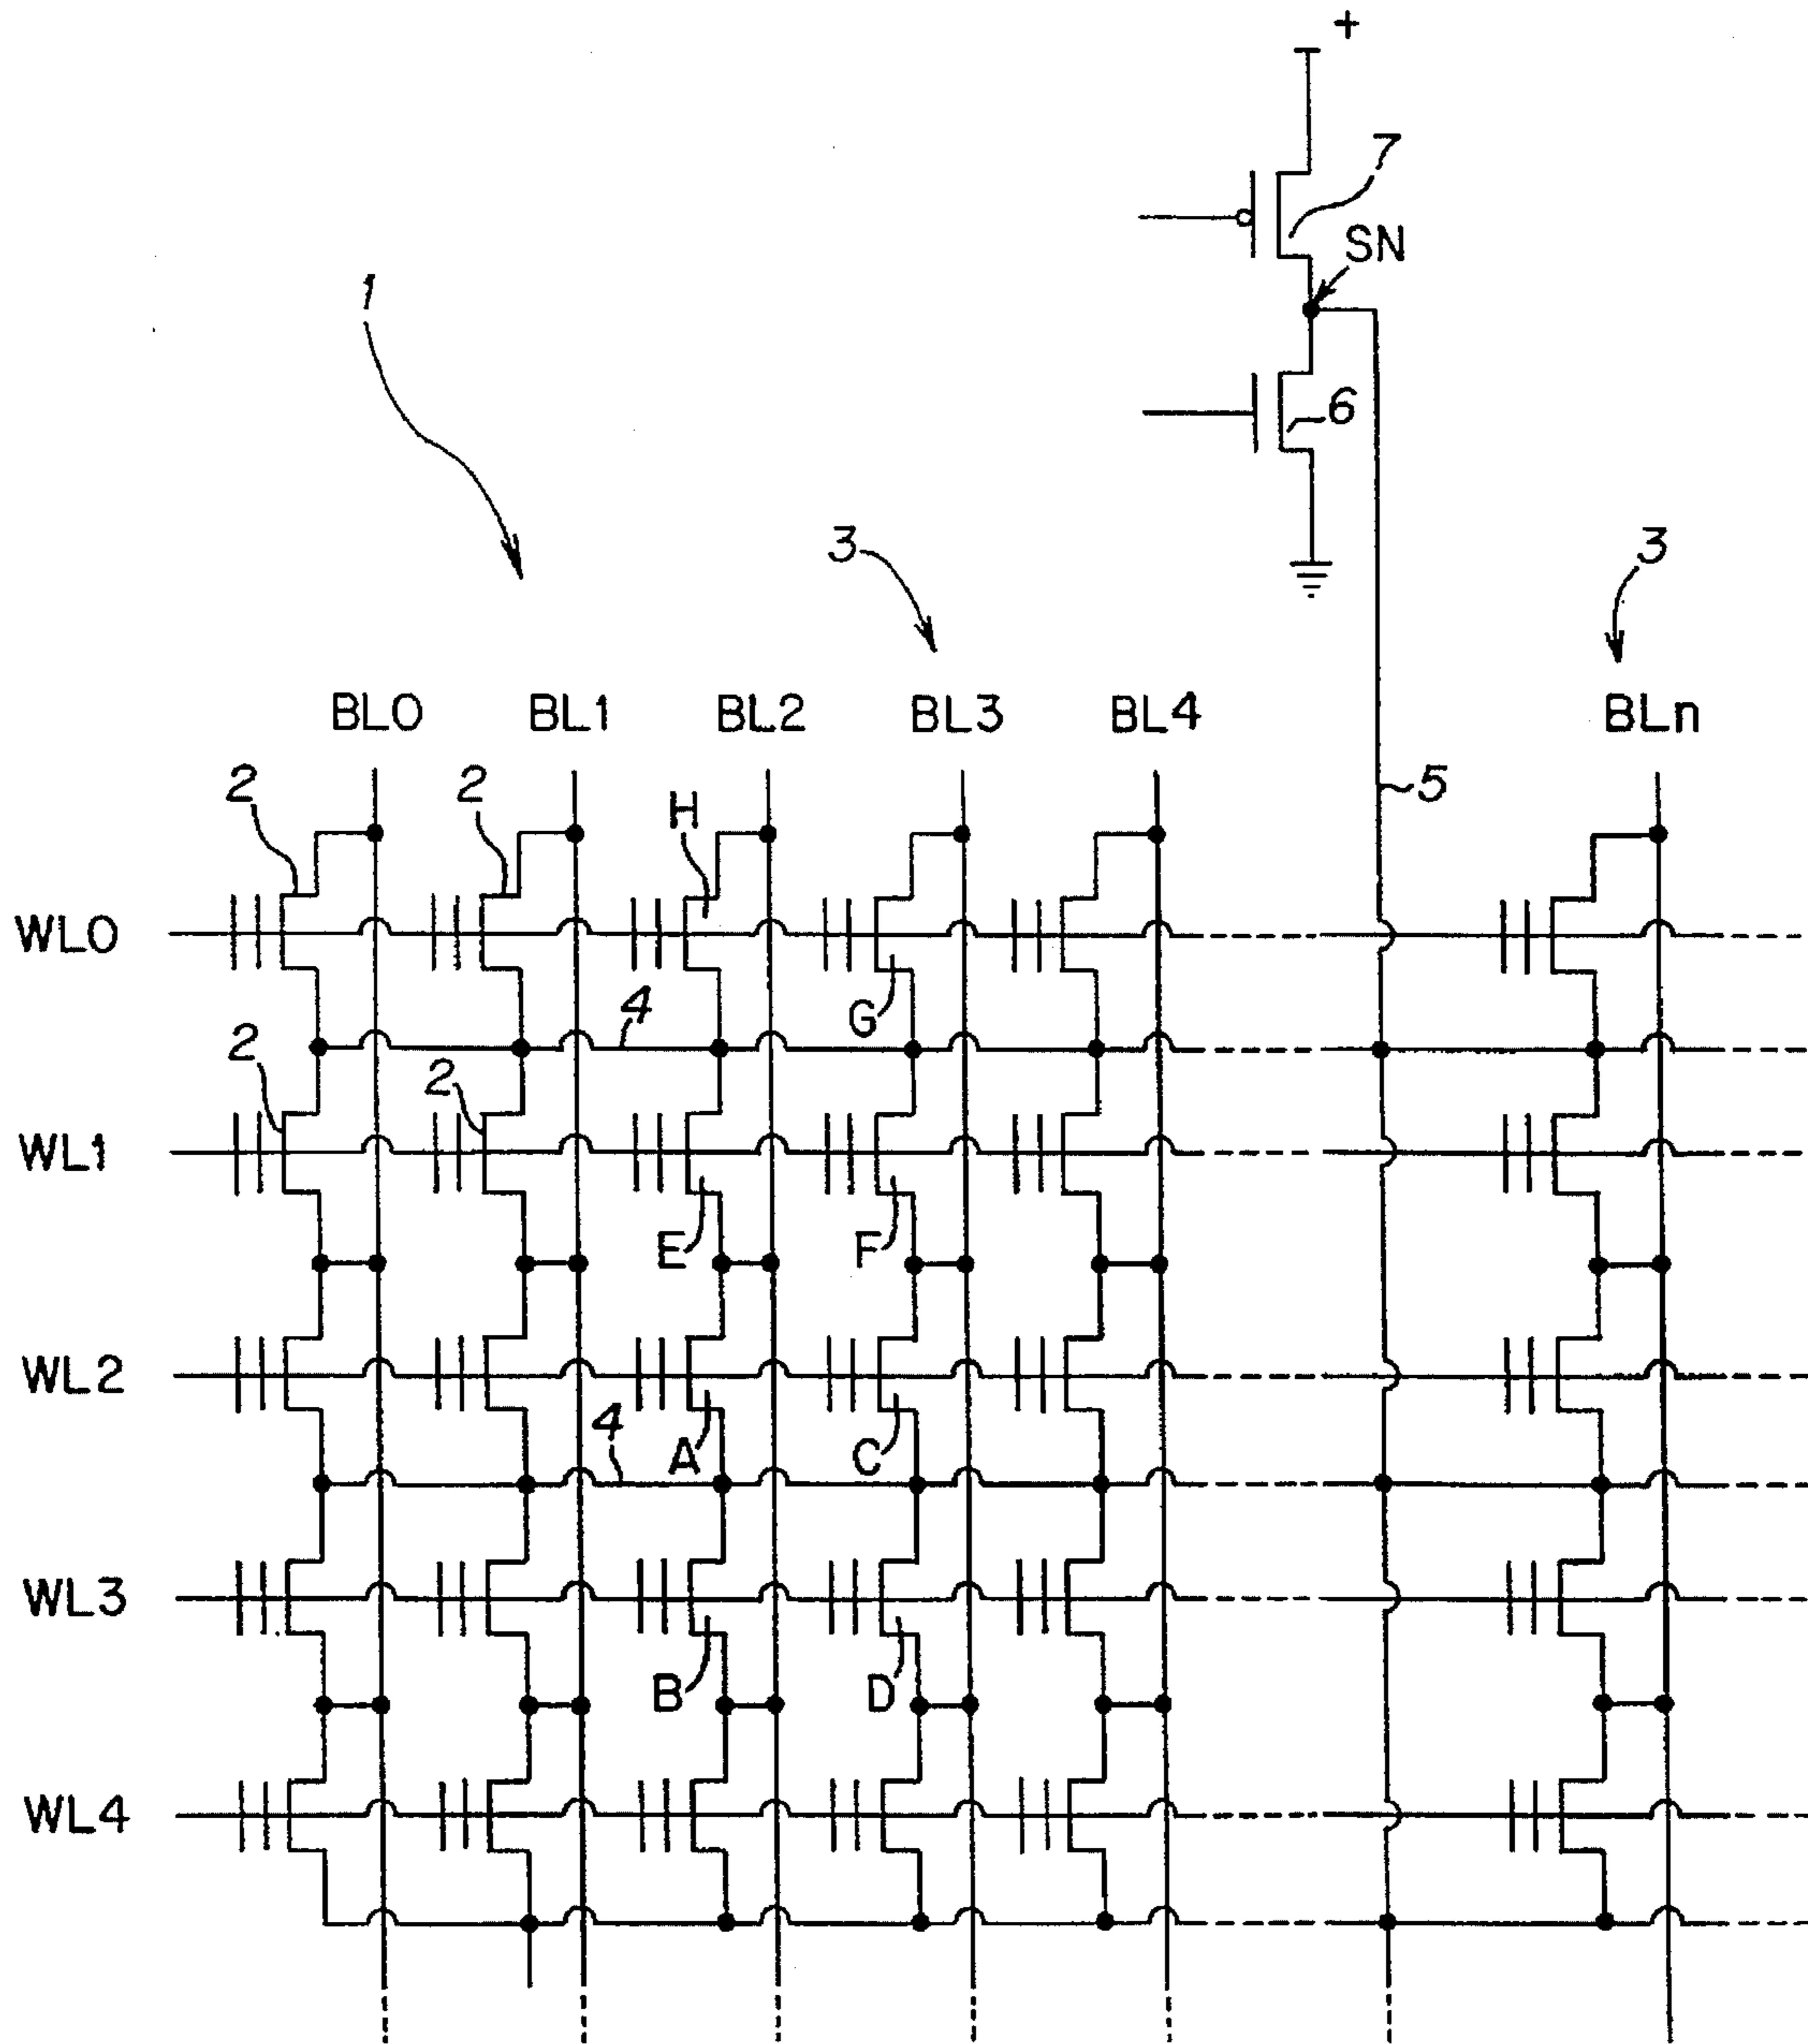 +
7
SN
1
6
3
3
BL0 BL1 BL2 BL3 BL4 BLn
2 2 H 5
WL0
G
4
2 2
WL1
E F
WL2
4 A C
WL3
B D
WL4